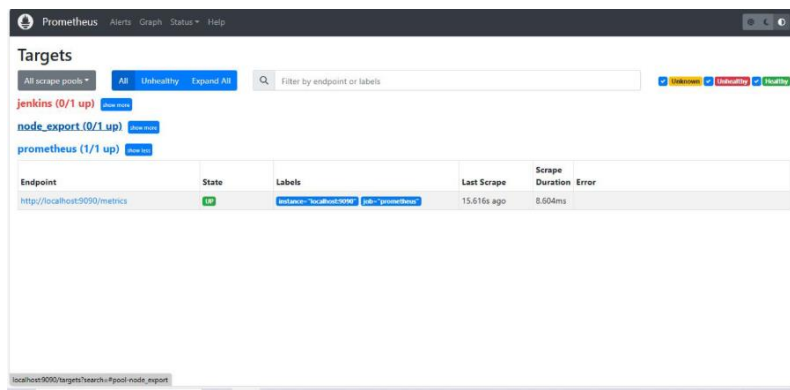 Prometheus Alerts Graph Status Help
Targets
All scrape pools All Unhealthy Expand All Filter by endpoint or labels Unknown Unhealthy Healthy
jenkins (0/1 up) show more
node_export (0/1 up) show more
prometheus (1/1 up) show less
Endpoint State Labels Last Scrape Scrape Duration Error
http://localhost:9090/metrics UP instance="localhost:9090" job="prometheus" 15.616s ago 8.604ms
localhost:9090/targets?search=#pool-node_export